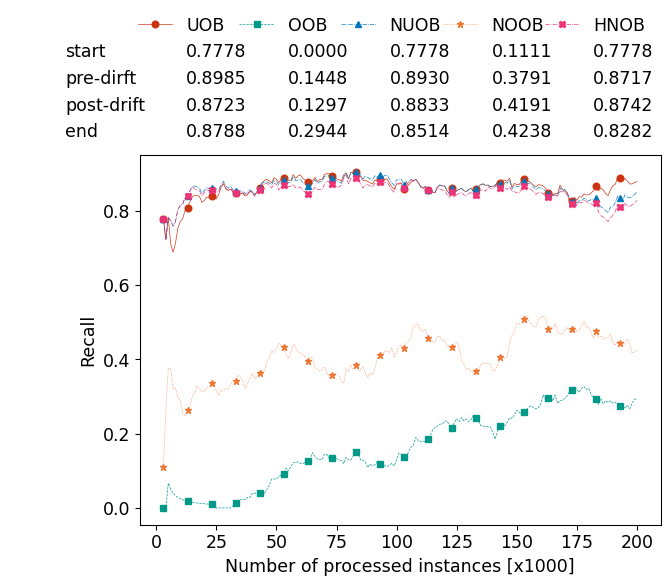 UOB OOB NUOB NOOB HNOB
start 0.7778 0.0000 0.7778 0.1111 0.7778
pre-dirft 0.8985 0.1448 0.8930 0.3791 0.8717
post-drift 0.8723 0.1297 0.8833 0.4191 0.8742
end 0.8788 0.2944 0.8514 0.4238 0.8282
0.8
0.6
0.4
0.2
0.0
Recall
0 25 50 75 100 125 150 175 200
Number of processed instances [x1000]